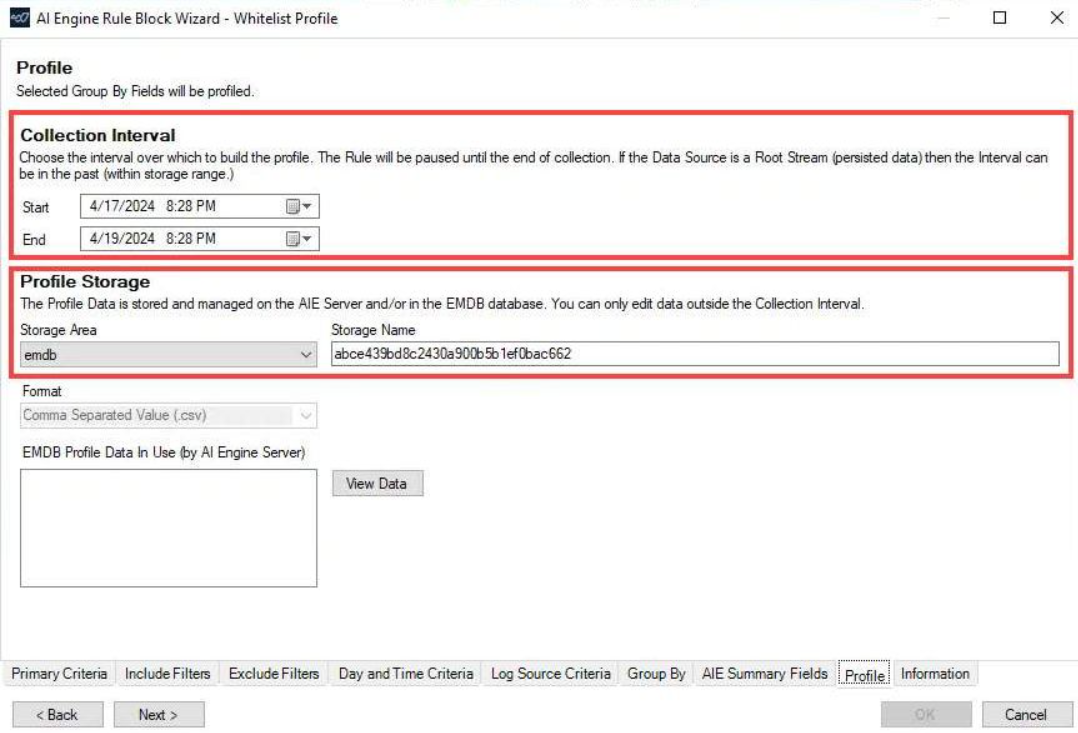 AI Engine Rule Block Wizard - Whitelist Profile
Profile
Selected Group By Fields will be profiled.
Collection Interval
Choose the interval over which to build the profile. The Rule will be paused until the end of collection. If the Data Source is a Root Stream (persisted data) then the Interval can
be in the past (within storage range.)
Start 4/17/2024 8:28 PM
End 4/19/2024 8:28 PM
Profile Storage
The Profile Data is stored and managed on the AIE Server and/or in the EMDB database. You can only edit data outside the Collection Interval.
Storage Area Storage Name
emdb abce439bd8c2430a900b5b1ef0bac662
Format
Comma Separated Value (.csv)
EMDB Profile Data In Use (by AI Engine Server)
View Data
Primary Criteria Include Filters Exclude Filters Day and Time Criteria Log Source Criteria Group By AIE Summary Fields Profile Information
< Back Next > OK Cancel